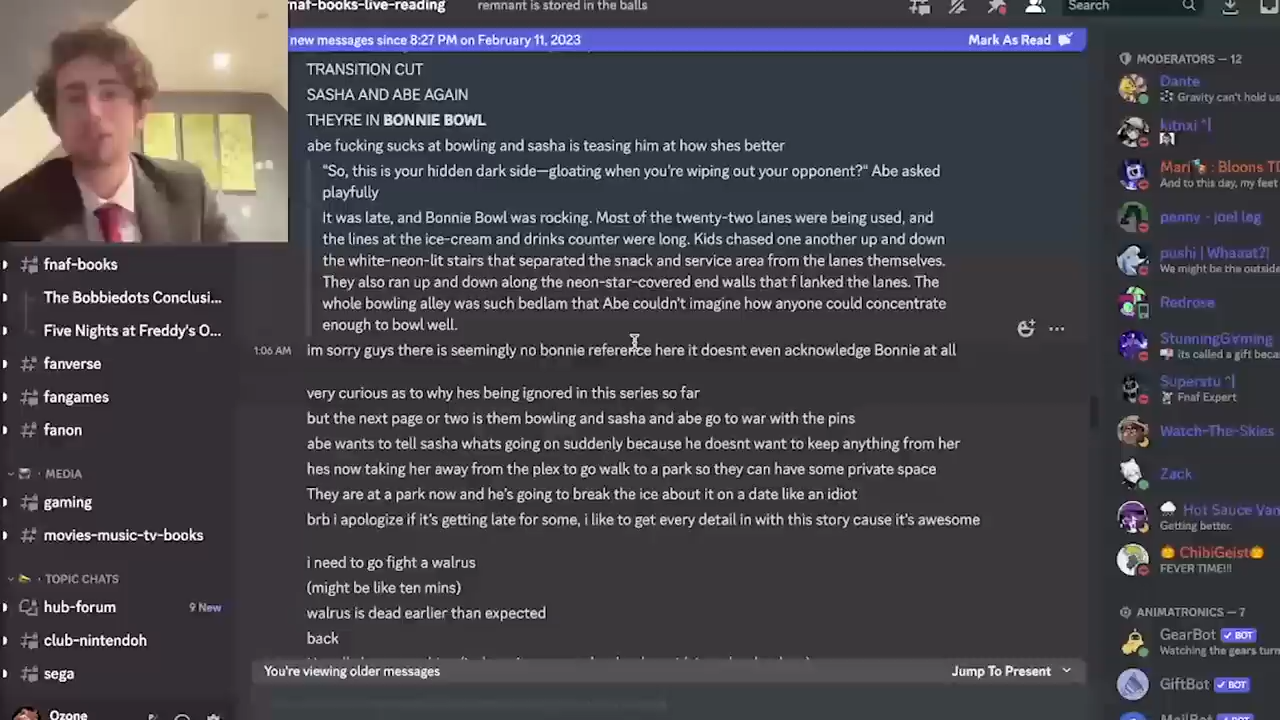 fnaf-books-live-reading
remnant is stored in the balls
Search
new messages since 8:27 PM on February 11, 2023
Mark As Read
TRANSITION CUT
SASHA AND ABE AGAIN
THEYRE IN BONNIE BOWL
abe fucking sucks at bowling and sasha is teasing him at how shes better
"So, this is your hidden dark side—gloating when you're wiping out your opponent?" Abe asked
playfully
It was late, and Bonnie Bowl was rocking. Most of the twenty-two lanes were being used, and
the lines at the ice-cream and drinks counter were long. Kids chased one another up and down
the white-neon-lit stairs that separated the snack and service area from the lanes themselves.
They also ran up and down along the neon-star-covered end walls that f lanked the lanes. The
whole bowling alley was such bedlam that Abe couldn't imagine how anyone could concentrate
enough to bowl well.
1:06 AM im sorry guys there is seemingly no bonnie reference here it doesnt even acknowledge Bonnie at all
very curious as to why hes being ignored in this series so far
but the next page or two is them bowling and sasha and abe go to war with the pins
abe wants to tell sasha whats going on suddenly because he doesnt want to keep anything from her
hes now taking her away from the plex to go walk to a park so they can have some private space
They are at a park now and he's going to break the ice about it on a date like an idiot
brb i apologize if it's getting late for some, i like to get every detail in with this story cause it's awesome
i need to go fight a walrus
(might be like ten mins)
walrus is dead earlier than expected
back
You're viewing older messages
Jump To Present
fnaf-books
The Bobbiedots Conclusi...
Five Nights at Freddy's O...
fanverse
fangames
fanon
MEDIA
gaming
movies-music-tv-books
TOPIC CHATS
hub-forum
9 New
club-nintendoh
sega
Ozone
MODERATORS — 12
Dante
Gravity can't hold us
kitnxi ^|
Mari : Bloons TD
And to this day, my feet
penny - joel leg
pushi | Whaaat?!
We might be the outside
Redrose
StunningGVming
its called a gift becau
Superstu ^|
Fnaf Expert
Watch-The-Skies
Zack
Hot Sauce Van
Getting better.
ChibiGeist
FEVER TIME!!!
ANIMATRONICS — 7
GearBot BOT
Watching the gears turn
GiftBot BOT